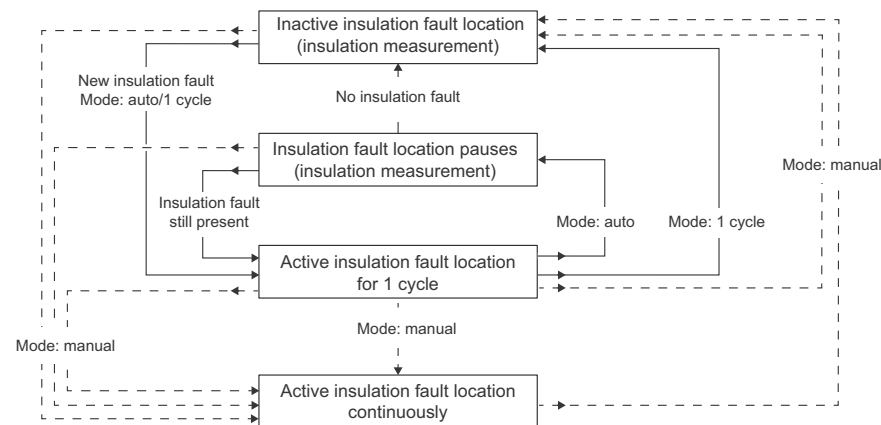 Inactive insulation fault location
(insulation measurement)
New insulation fault
Mode: auto/1 cycle
No insulation fault
Insulation fault location pauses
(insulation measurement)
Mode: manual
Insulation fault
still present
Mode: auto
Mode: 1 cycle
Active insulation fault location
for 1 cycle
Mode: manual
Mode: manual
Active insulation fault location
continuously